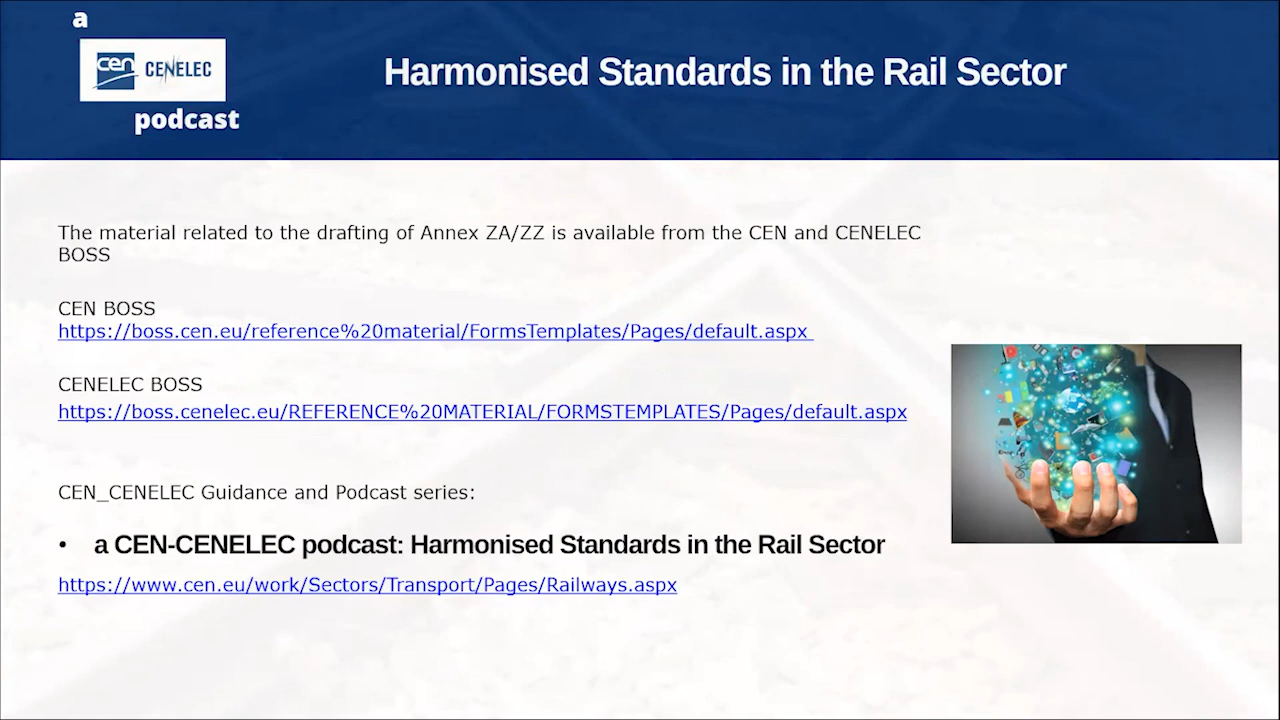 a
cen CENELEC
podcast
Harmonised Standards in the Rail Sector
The material related to the drafting of Annex ZA/ZZ is available from the CEN and CENELEC
BOSS
CEN BOSS
https://boss.cen.eu/reference%20material/FormsTemplates/Pages/default.aspx
CENELEC BOSS
https://boss.cenelec.eu/REFERENCE%20MATERIAL/FORMSTEMPLATES/Pages/default.aspx
CEN_CENELEC Guidance and Podcast series:
• a CEN-CENELEC podcast: Harmonised Standards in the Rail Sector
https://www.cen.eu/work/Sectors/Transport/Pages/Railways.aspx